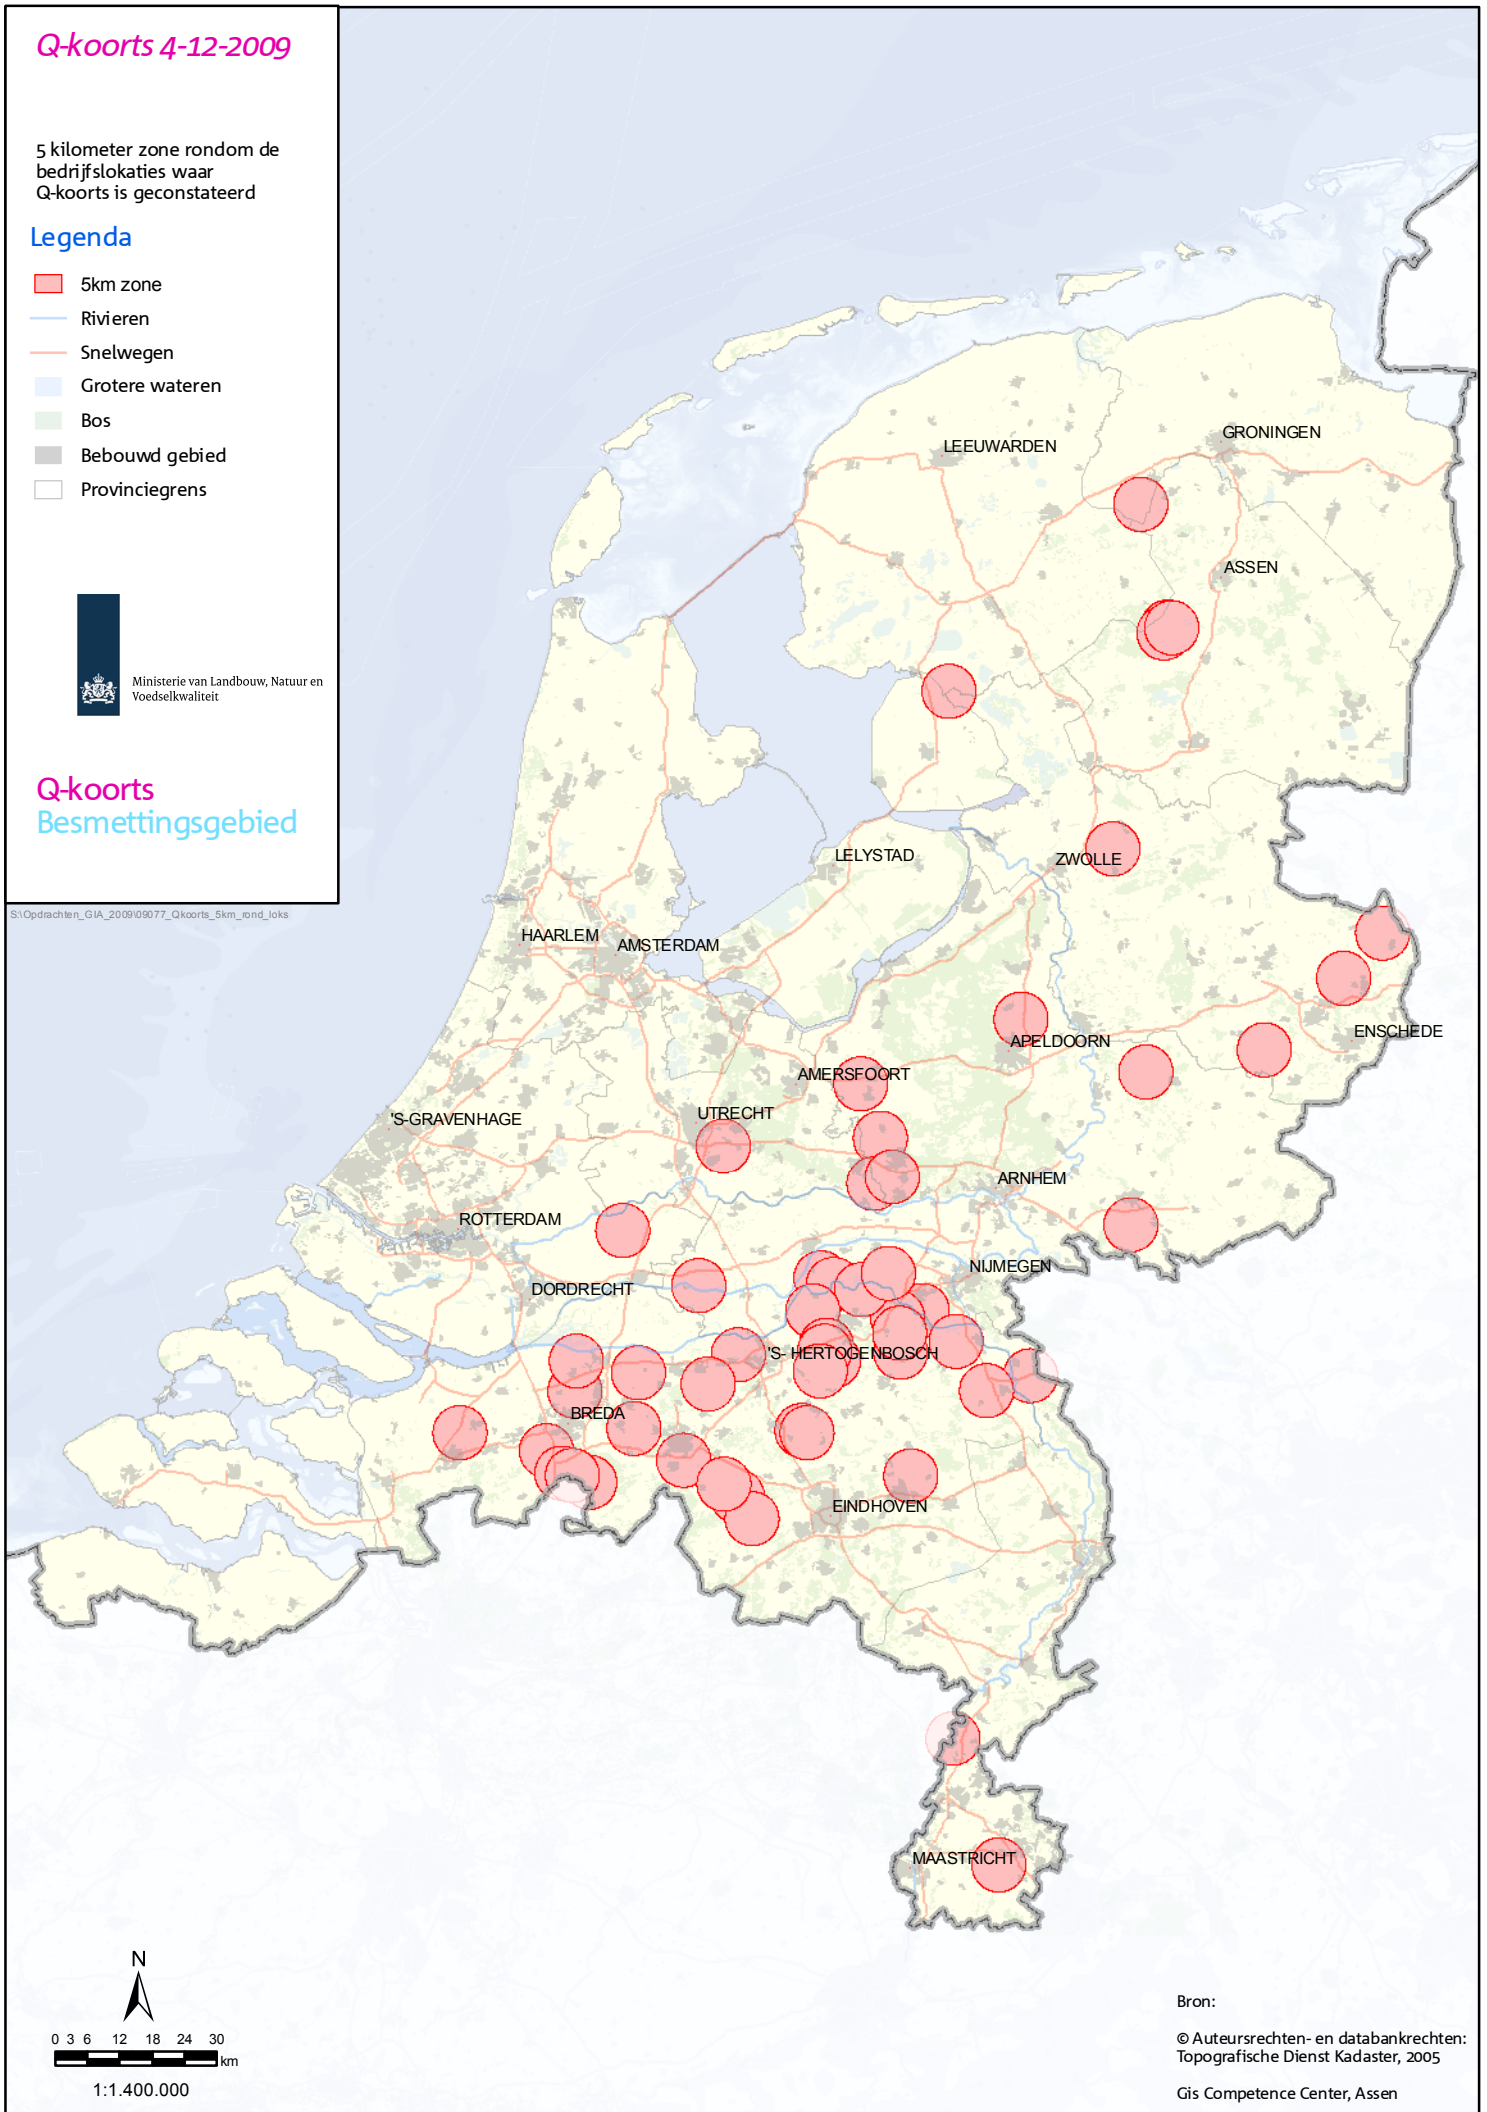 Q-koorts 4-12-2009
5 kilometer zone rondom de
bedrijfslokaties waar
Q-koorts is geconstateerd
Legenda
5km zone
Rivieren
Snelwegen
Grotere wateren
Bos
Bebouwd gebied
Provinciegrens
Ministerie van Landbouw, Natuur en
Voedselkwaliteit
Q-koorts
Besmettingsgebied
S:\Opdrachten_GIA_2009\09077_Qkoorts_5km_rond_loks
GRONINGEN
LEEUWARDEN
ASSEN
LELYSTAD
ZWOLLE
HAARLEM
AMSTERDAM
ENSCHEDE
APELDOORN
AMERSFOORT
UTRECHT
'S-GRAVENHAGE
ARNHEM
ROTTERDAM
NIJMEGEN
DORDRECHT
'S- HERTOGENBOSCH
BREDA
EINDHOVEN
MAASTRICHT
N
0 3 6 12 18 24 30
km
1:1.400.000
Bron:
© Auteursrechten- en databankrechten:
Topografische Dienst Kadaster, 2005
Gis Competence Center, Assen